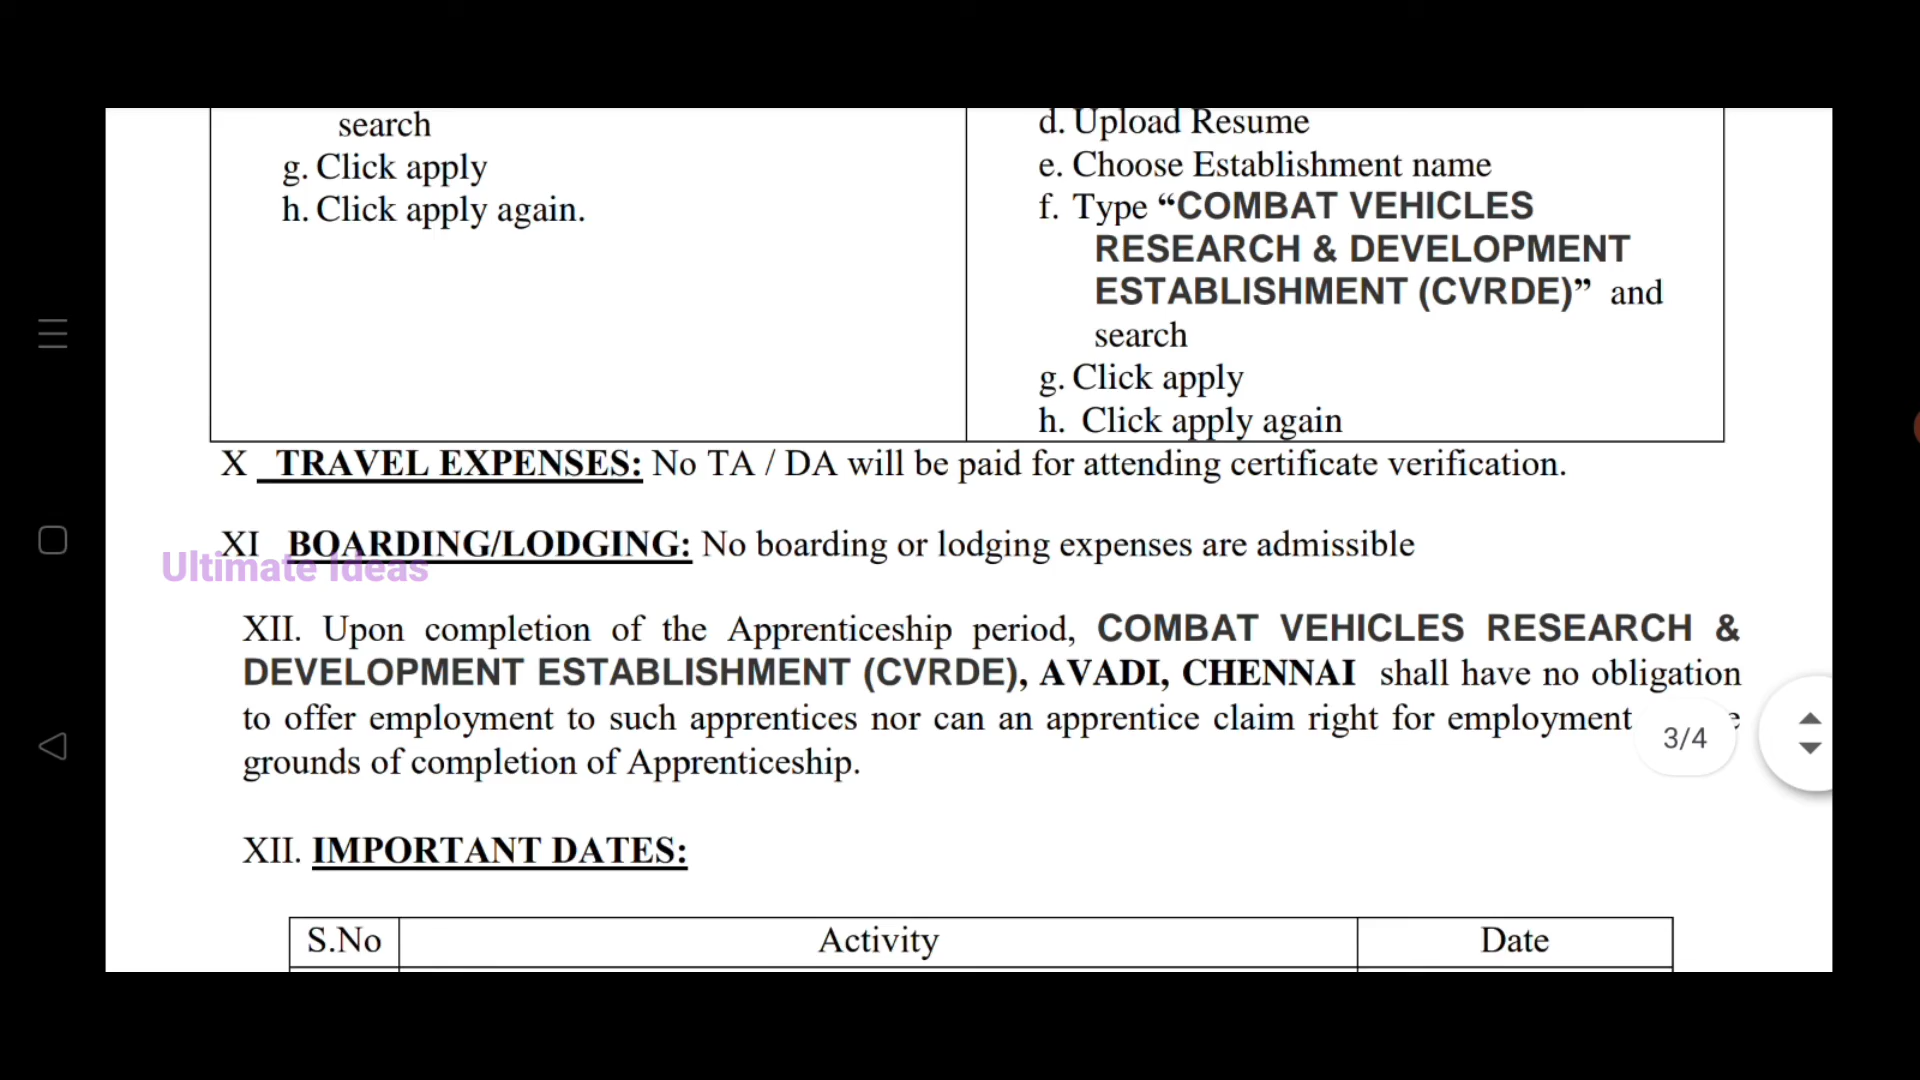 search
g. Click apply
h. Click apply again.
d. Upload Resume
e. Choose Establishment name
f. Type “COMBAT VEHICLES
RESEARCH & DEVELOPMENT
ESTABLISHMENT (CVRDE)” and
search
g. Click apply
h. Click apply again
X TRAVEL EXPENSES: No TA / DA will be paid for attending certificate verification.
XI BOARDING/LODGING: No boarding or lodging expenses are admissible
Ultimate Ideas
XII. Upon completion of the Apprenticeship period, COMBAT VEHICLES RESEARCH &
DEVELOPMENT ESTABLISHMENT (CVRDE), AVADI, CHENNAI shall have no obligation
to offer employment to such apprentices nor can an apprentice claim right for employment
grounds of completion of Apprenticeship.
3/4
XII. IMPORTANT DATES:
S.No Activity Date